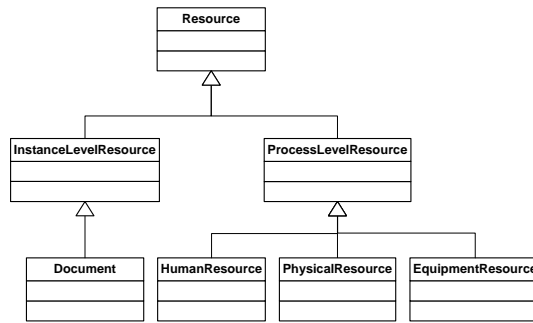 Resource
InstanceLevelResource
ProcessLevelResource
Document
HumanResource
PhysicalResource
EquipmentResource